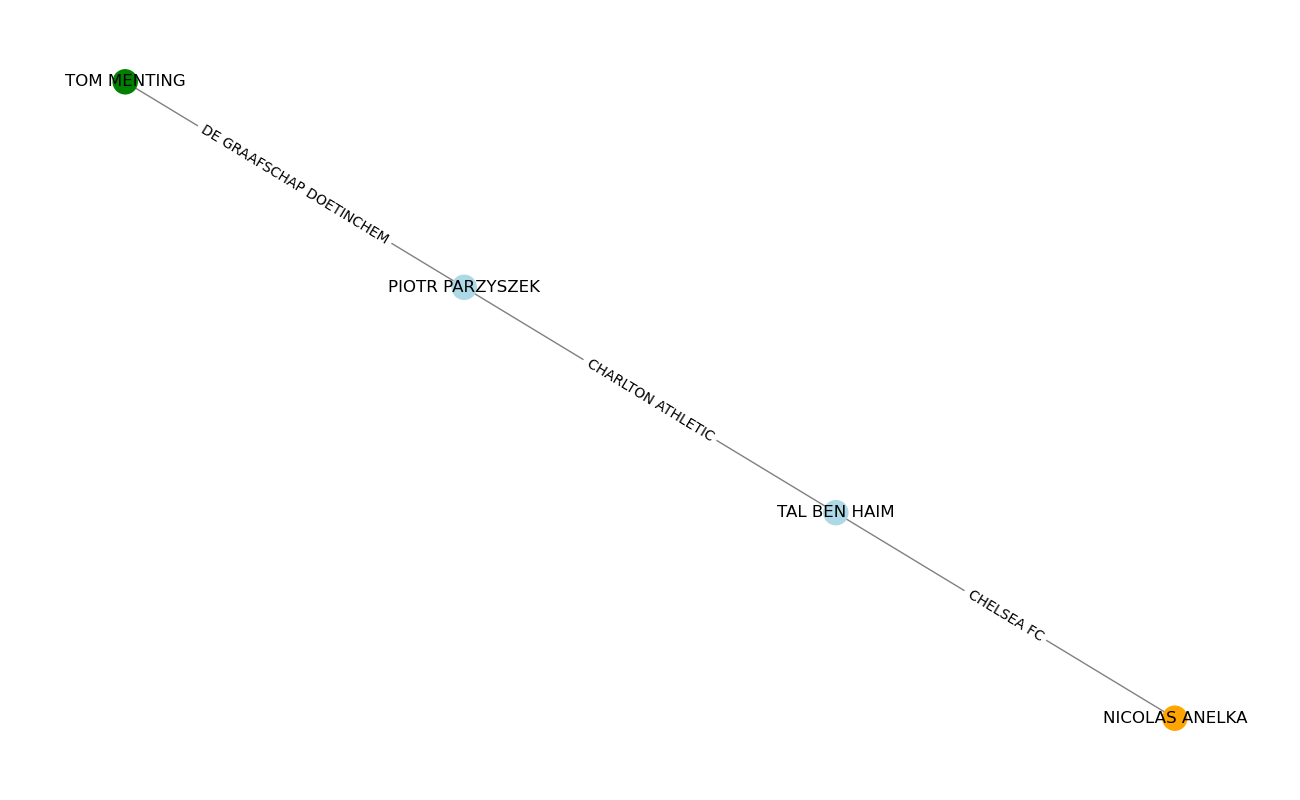 TOM MENTING
DE GRAAFSCHAP DOETINCHEM
PIOTR PARZYSZEK
CHARLTON ATHLETIC
TAL BEN HAIM
CHELSEA FC
NICOLAS ANELKA